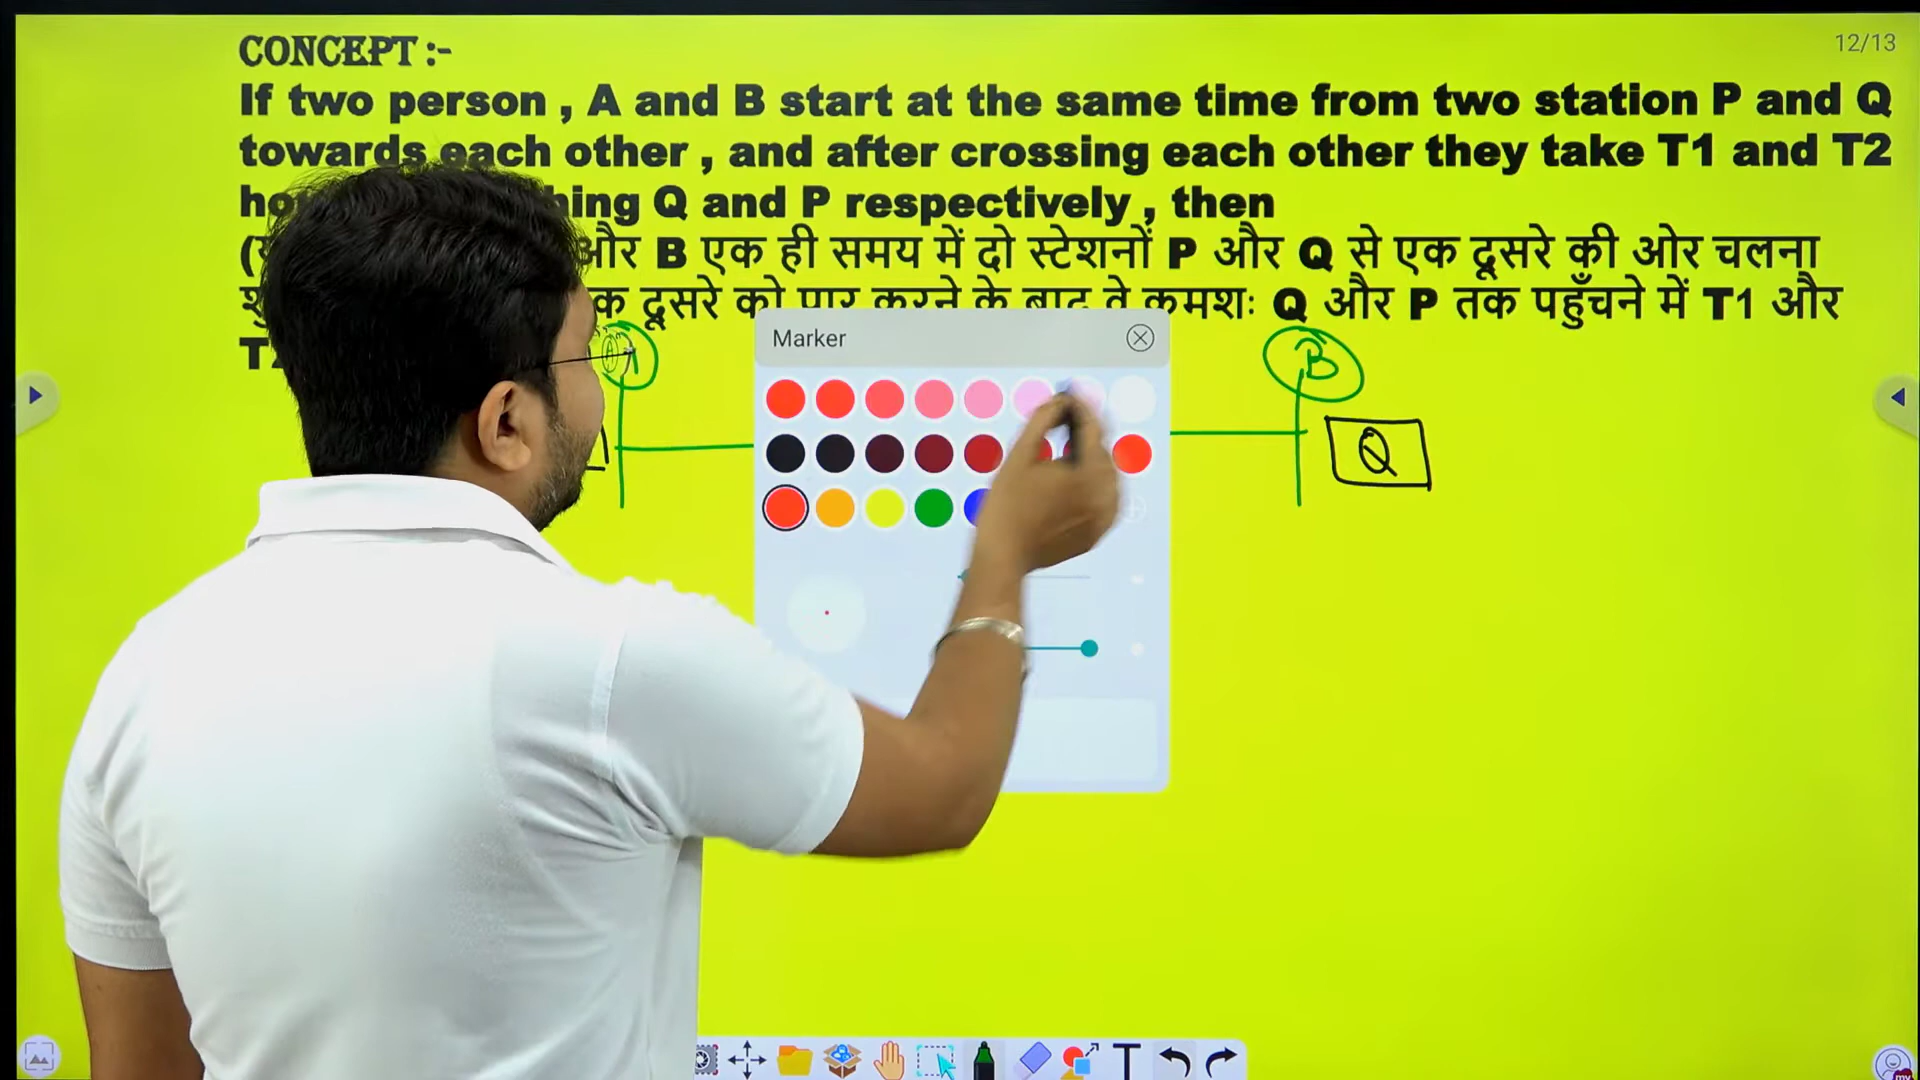 12/13
CONCEPT :-
If two person , A and B start at the same time from two station P and Q
towards each other , and after crossing each other they take T1 and T2
Q and P respectively , then
और B एक ही समय में दो स्टेशनों P और Q से एक दूसरे की ओर चलना
दूसरे को पार करने के बाद वे क्रमशः Q और P तक पहुँचने में T1 और
Marker
B
Q
T